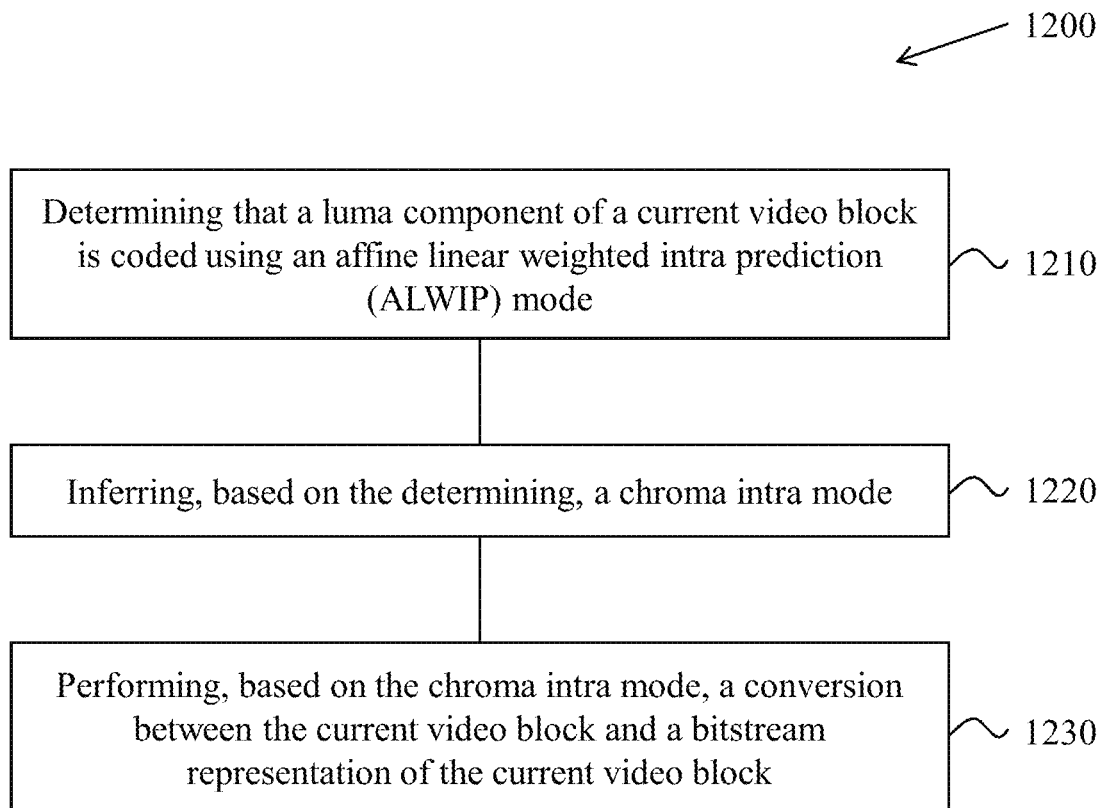 1200
Determining that a luma component of a current video block
is coded using an affine linear weighted intra prediction
(ALWIP) mode
1210
Inferring, based on the determining, a chroma intra mode
1220
Performing, based on the chroma intra mode, a conversion
between the current video block and a bitstream
representation of the current video block
1230